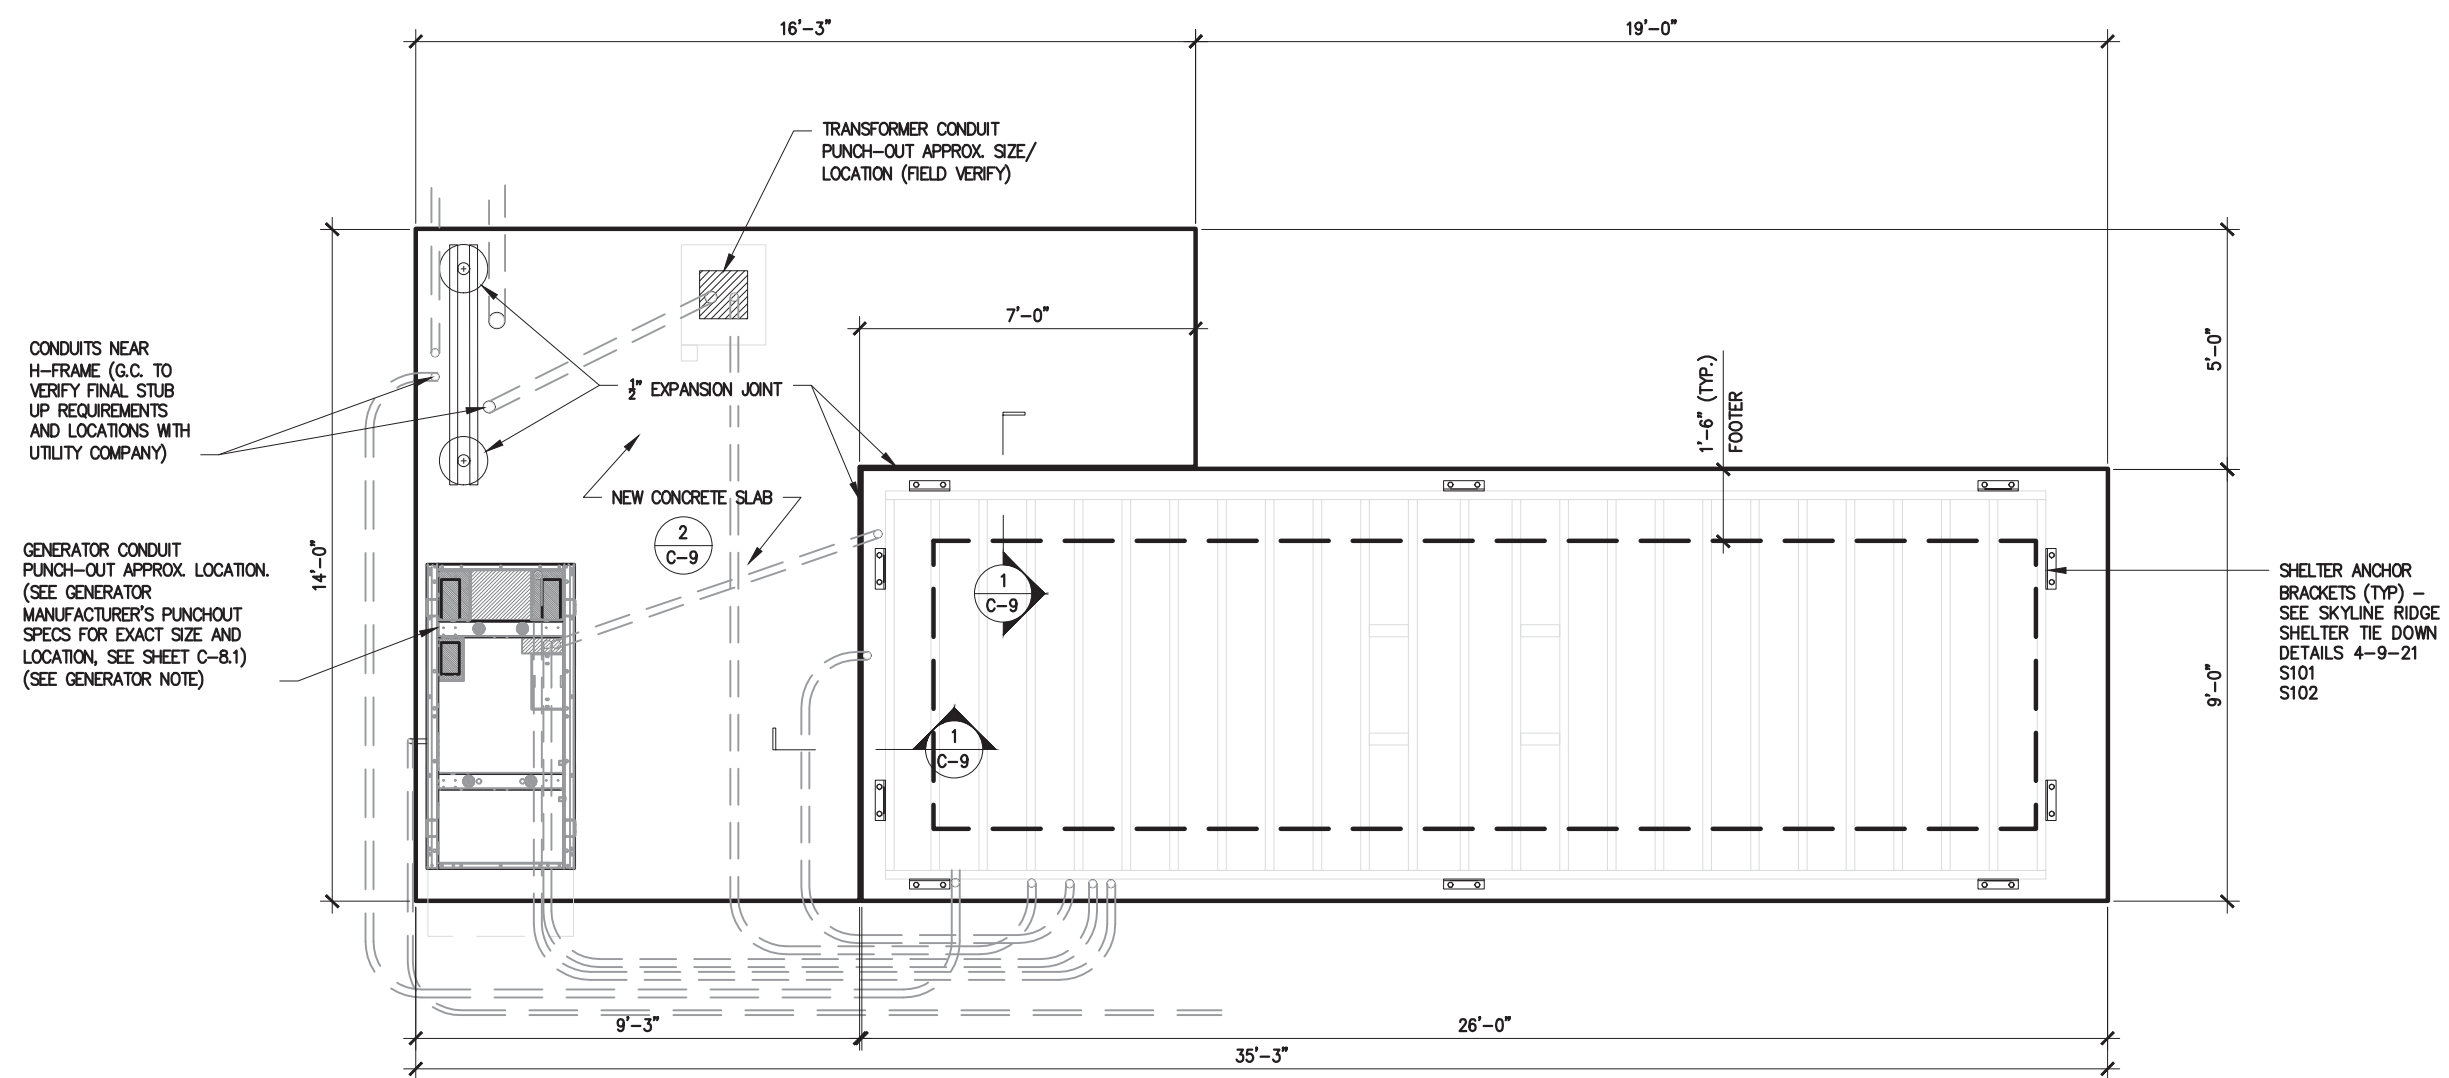 16'-3"
19'-0"
TRANSFORMER CONDUIT
PUNCH-OUT APPROX. SIZE/
LOCATION (FIELD VERIFY)
7'-0"
CONDUITS NEAR
H-FRAME (G.C. TO
VERIFY FINAL STUB
UP REQUIREMENTS
AND LOCATIONS WITH
UTILITY COMPANY)
1/2" EXPANSION JOINT
1'-6" (TYP.)
FOOTER
5'-0"
NEW CONCRETE SLAB
2
C-9
14'-0"
GENERATOR CONDUIT
PUNCH-OUT APPROX. LOCATION.
(SEE GENERATOR
MANUFACTURER'S PUNCHOUT
SPECS FOR EXACT SIZE AND
LOCATION, SEE SHEET C-8.1)
(SEE GENERATOR NOTE)
1
C-9
1
C-9
SHELTER ANCHOR
BRACKETS (TYP) -
SEE SKYLINE RIDGE
SHELTER TIE DOWN
DETAILS 4-9-21
S101
S102
9'-0"
9'-3"
26'-0"
35'-3"